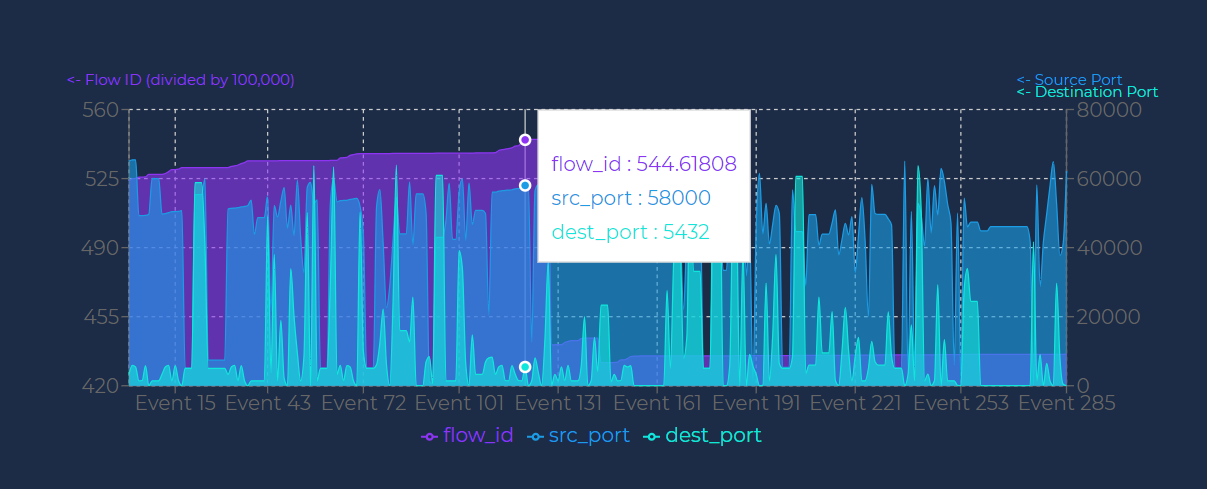 <- Flow ID (divided by 100,000)
<- Source Port
<- Destination Port
560
80000
525
60000
490
40000
455
20000
420
0
flow_id : 544.61808
src_port : 58000
dest_port : 5432
Event 15 Event 43 Event 72 Event 101 Event 131 Event 161 Event 191 Event 221 Event 253 Event 285
flow_id src_port dest_port